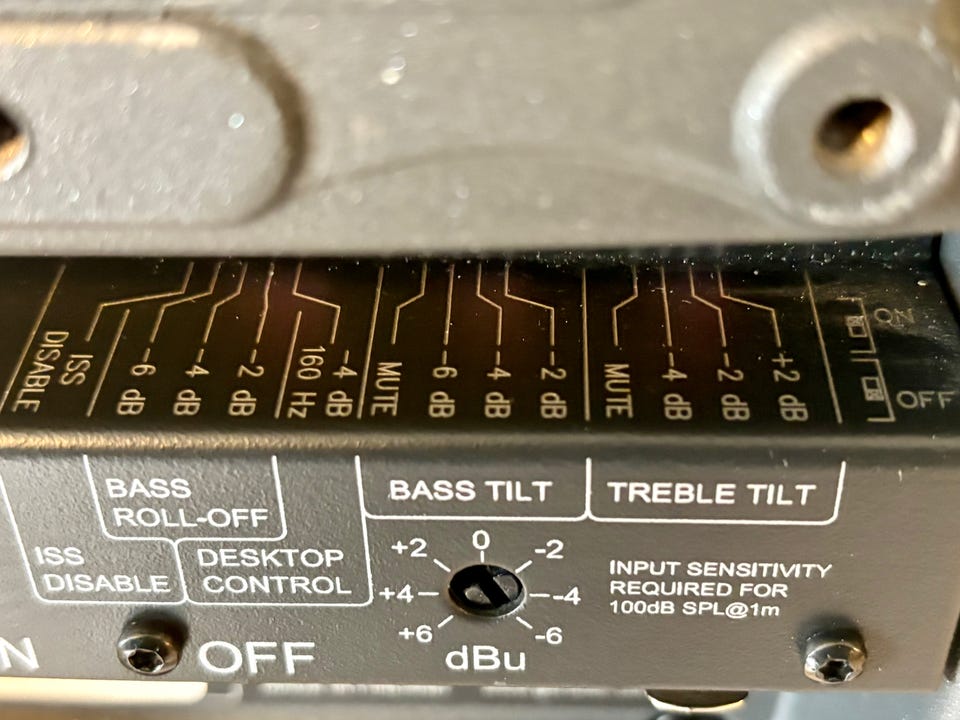 ISS
DISABLE
-6 dB
-4 dB
-2 dB
160 Hz
-4 dB
MUTE
-6 dB
-4 dB
-2 dB
MUTE
-4 dB
-2 dB
+2 dB
ON
OFF
BASS
ROLL-OFF
BASS TILT
TREBLE TILT
ISS
DISABLE
DESKTOP
CONTROL
+2 0 -2
+4 -4
+6 -6
dBu
INPUT SENSITIVITY
REQUIRED FOR
100dB SPL@1m
N
OFF